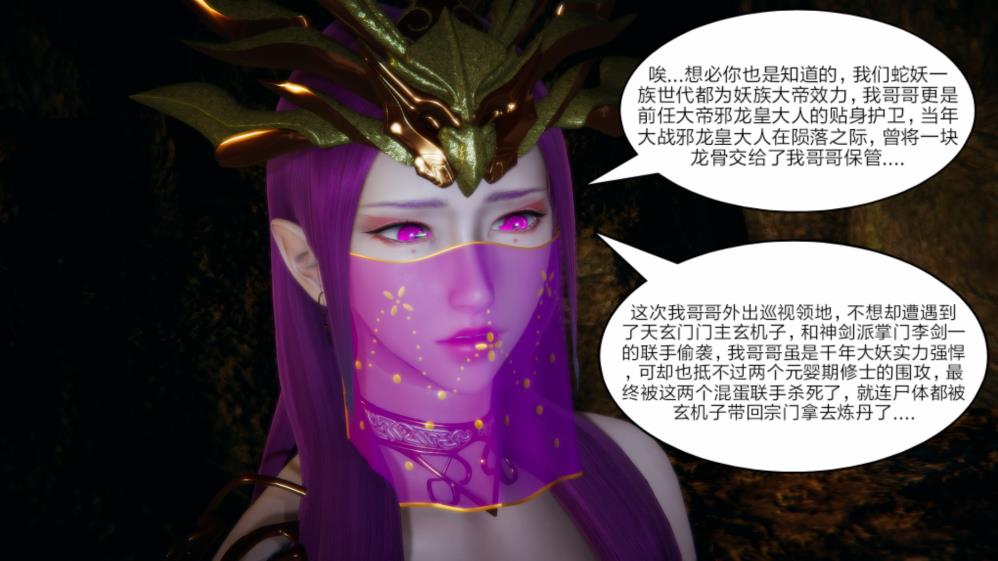 唉...想必你也是知道的，我们蛇妖一
族世代都为妖族大帝效力，我哥哥更是
前任大帝邪龙皇大人的贴身护卫，当年
大战邪龙皇大人在陨落之际，曾将一块
龙骨交给了我哥哥保管....
这次我哥哥外出巡视领地，不想却遭遇到
了天玄门门主玄机子，和神剑派掌门李剑一
的联手偷袭，我哥哥虽是千年大妖实力强悍
，可却也抵不过两个元婴期修士的围攻，最
终被这两个混蛋联手杀死了，就连尸体都被
玄机子带回宗门拿去炼丹了....